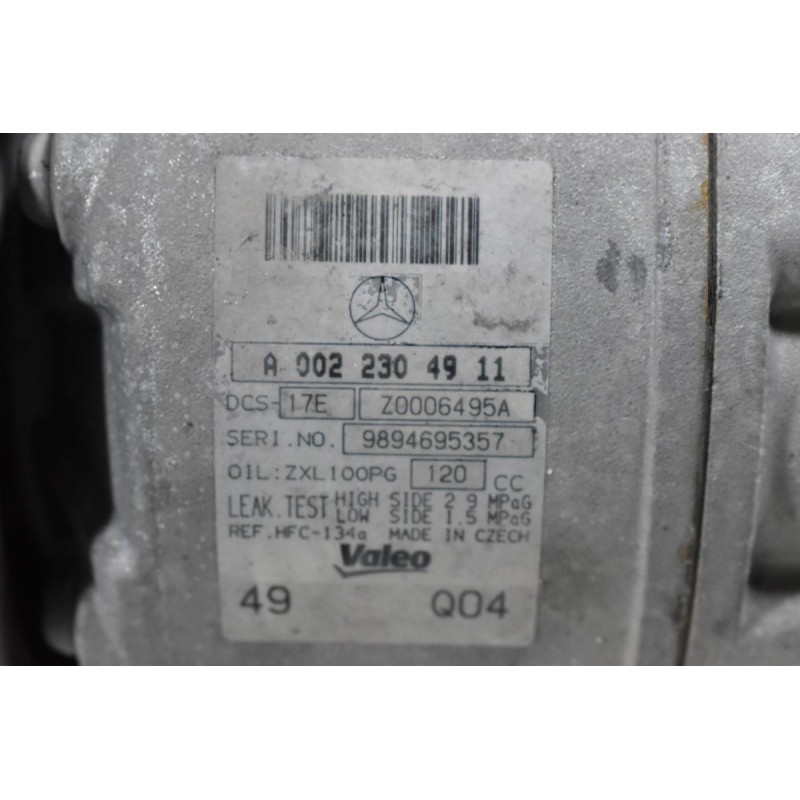 A 002 230 49 11
DCS-17E Z0006495A
SERI.NO. 9894695357
OIL:ZXL100PG 120 CC
LEAK.TEST HIGH SIDE 2.9 MPaG
LOW SIDE 1.5 MPaG
REF.HFC-134a MADE IN CZECH
Valeo
49 Q04